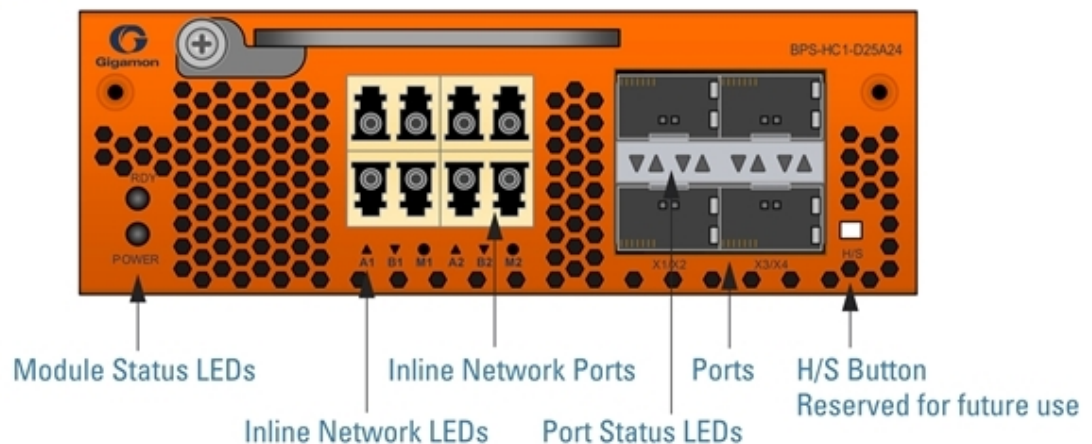 Gigamon
BPS-HC1-D25A24
RDY
POWER
A1 B1 M1 A2 B2 M2
X1/X2 X3/X4
H/S
Module Status LEDs
Inline Network Ports
Ports
H/S Button
Reserved for future use
Inline Network LEDs
Port Status LEDs